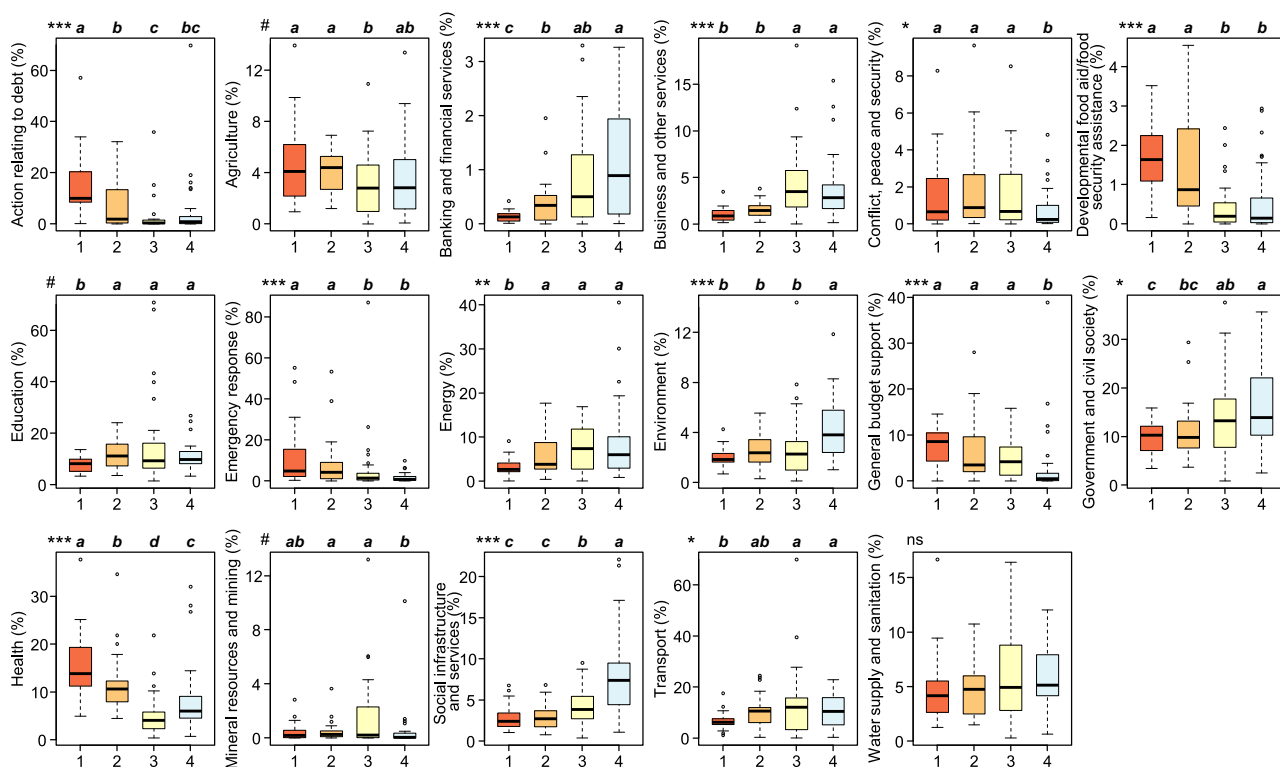 *** a b c bc
Action relating to debt (%)
60
40
20
0
1 2 3 4
# a a b ab
Agriculture (%)
12
8
4
0
1 2 3 4
*** c b ab a
Banking and financial services (%)
3
2
1
0
1 2 3 4
*** b b a a
Business and other services (%)
15
10
5
0
1 2 3 4
* a a a b
Conflict, peace and security (%)
8
6
4
2
0
1 2 3 4
*** a a b b
Developmental food aid/food
security assistance (%)
4
3
2
1
0
1 2 3 4
# b a a a
Education (%)
60
40
20
0
1 2 3 4
*** a a b b
Emergency response (%)
80
60
40
20
0
1 2 3 4
** b a a a
Energy (%)
40
30
20
10
0
1 2 3 4
*** b b b a
Environment (%)
12
8
4
0
1 2 3 4
*** a a a b
General budget support (%)
40
30
20
10
0
1 2 3 4
* c bc ab a
Government and civil society (%)
30
20
10
0
1 2 3 4
*** a b d c
Health (%)
30
20
10
0
1 2 3 4
# ab a a b
Mineral resources and mining (%)
12
8
4
0
1 2 3 4
*** c c b a
Social infrastructure
and services (%)
20
15
10
5
0
1 2 3 4
* b ab a a
Transport (%)
60
40
20
0
1 2 3 4
ns
Water supply and sanitation (%)
15
10
5
0
1 2 3 4